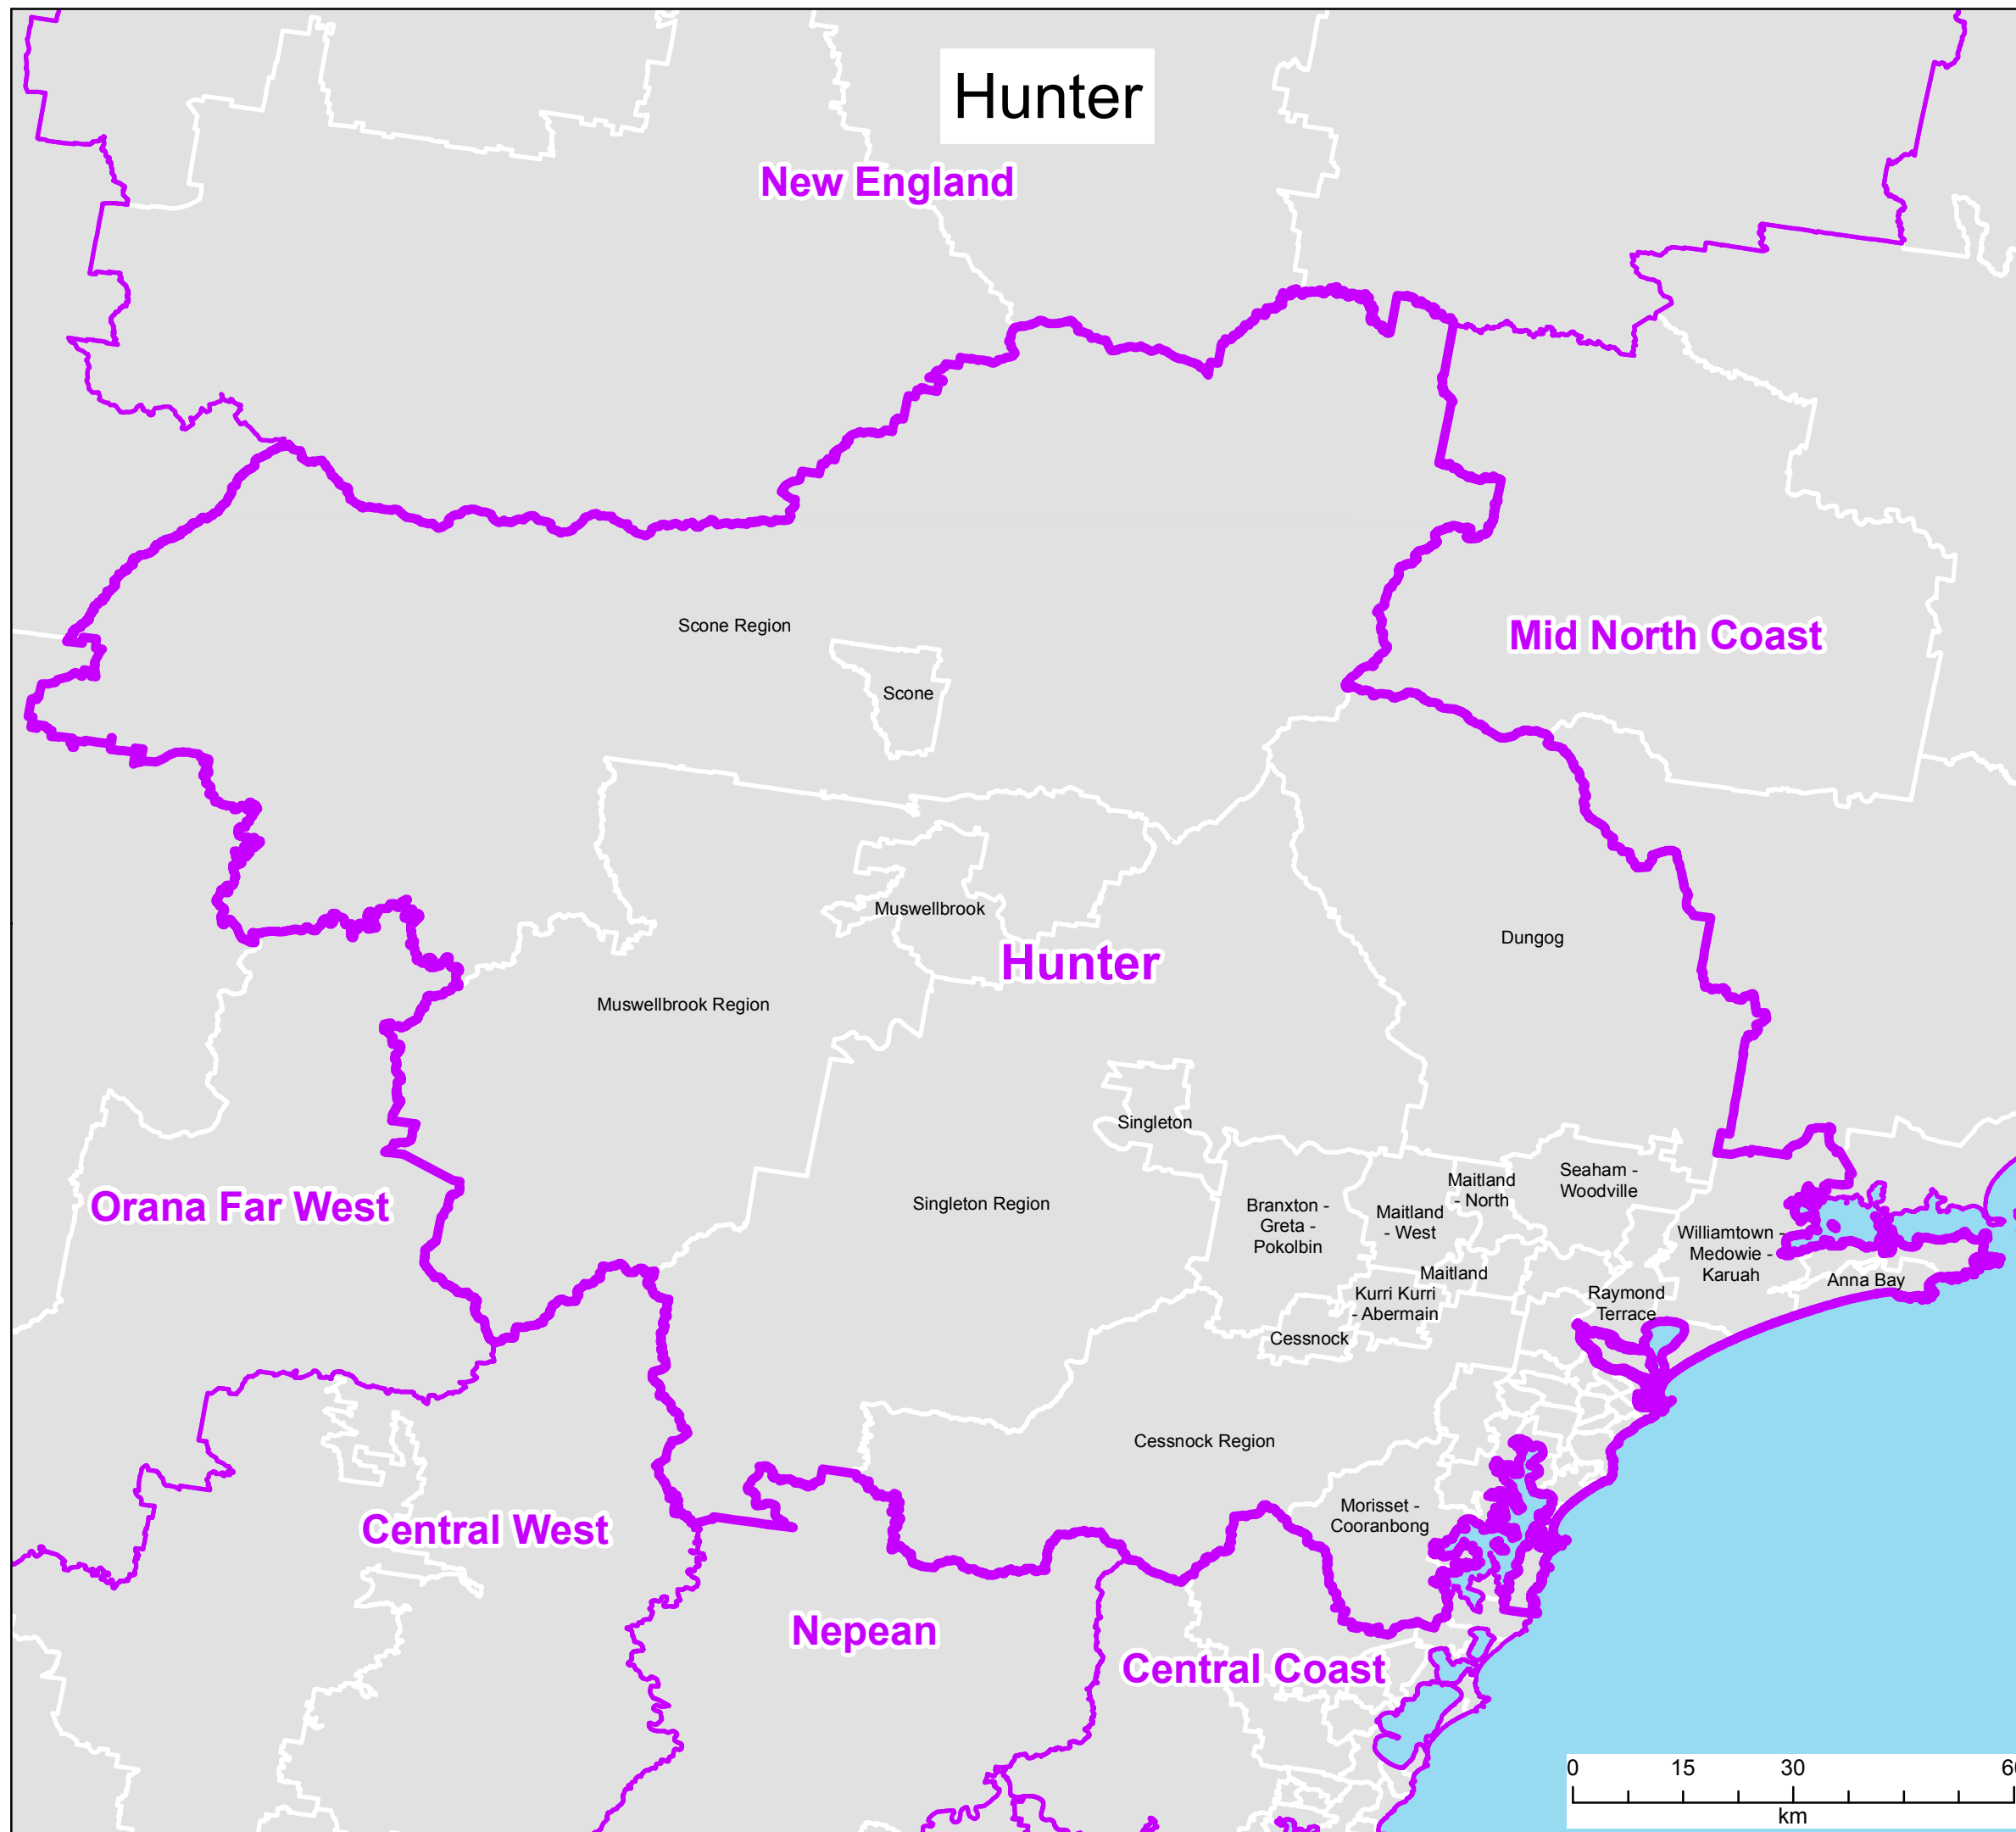 Hunter
New England
Scone Region
Mid North Coast
Scone
Muswellbrook
Dungog
Hunter
Muswellbrook Region
Singleton
Seaham -
Woodville
Maitland
- North
Orana Far West
Singleton Region
Branxton -
Greta -
Pokolbin
Maitland
- West
Williamtown -
Medowie -
Karuah
Maitland
Anna Bay
Kurri Kurri
- Abermain
Raymond
Terrace
Cessnock
Cessnock Region
Morisset -
Cooranbong
Central West
Nepean
Central Coast
0 15 30
km